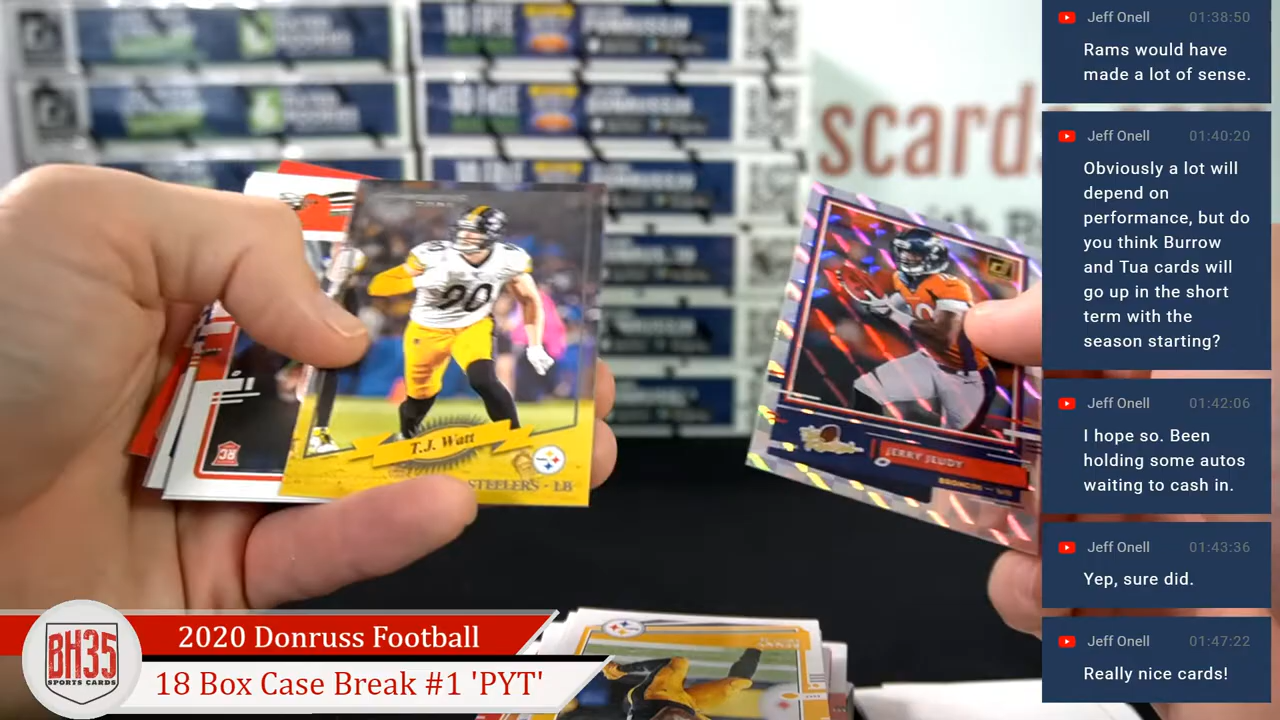 Jeff Onell 01:38:50
Rams would have
made a lot of sense.
Jeff Onell 01:40:20
Obviously a lot will
depend on
performance, but do
you think Burrow
and Tua cards will
go up in the short
term with the
season starting?
Jeff Onell 01:42:06
I hope so. Been
holding some autos
waiting to cash in.
Jeff Onell 01:43:36
Yep, sure did.
Jeff Onell 01:47:22
Really nice cards!
scards
90
T.J. Watt
STEELERS - LB
JERRY JEUDY
BRONCOS - WR
BH35
SPORTS CARDS
2020 Donruss Football
18 Box Case Break #1 'PYT'